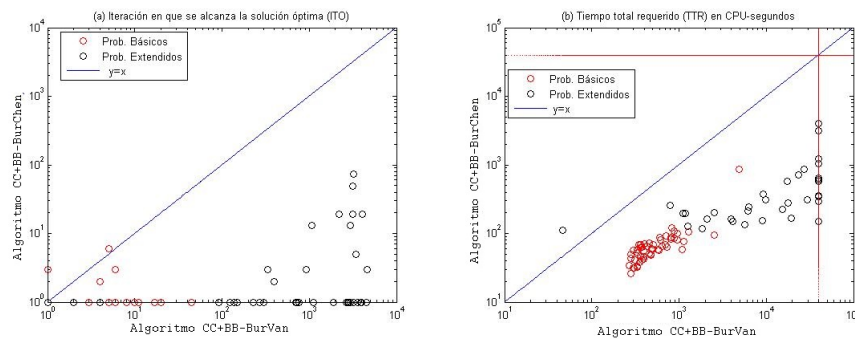 (a) Iteración en que se alcanza la solución óptima (ITO)
Prob. Básicos
Prob. Extendidos
y=x
10^4
10^3
10^2
10^1
10^0
Algoritmo CC+BB-BurChen
10^0
10^1
10^2
10^3
10^4
Algoritmo CC+BB-BurVan
(b) Tiempo total requerido (TTR) en CPU-segundos
Prob. Básicos
Prob. Extendidos
y=x
10^5
10^4
10^3
10^2
10^1
Algoritmo CC+BB-BurChen
10^1
10^2
10^3
10^4
10^5
Algoritmo CC+BB-BurVan